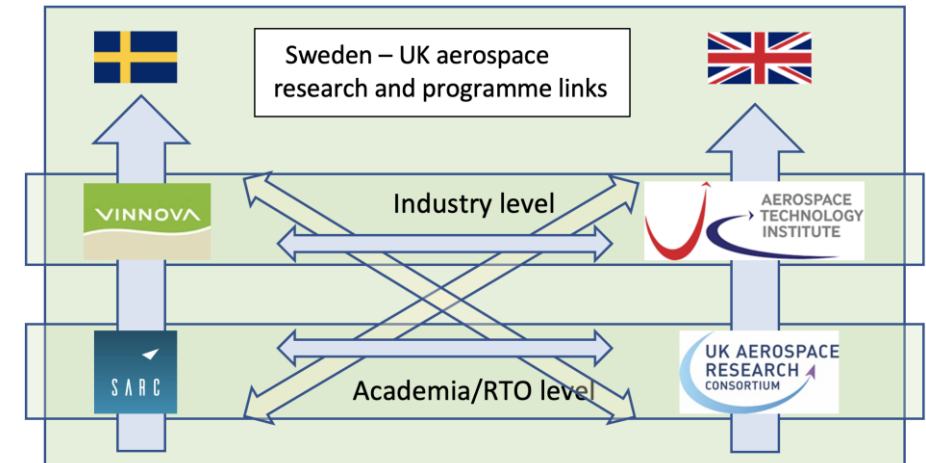 Sweden – UK aerospace
research and programme links
Industry level
VINNOVA
AEROSPACE
TECHNOLOGY
INSTITUTE
SARC
UK AEROSPACE
RESEARCH
CONSORTIUM
Academia/RTO level